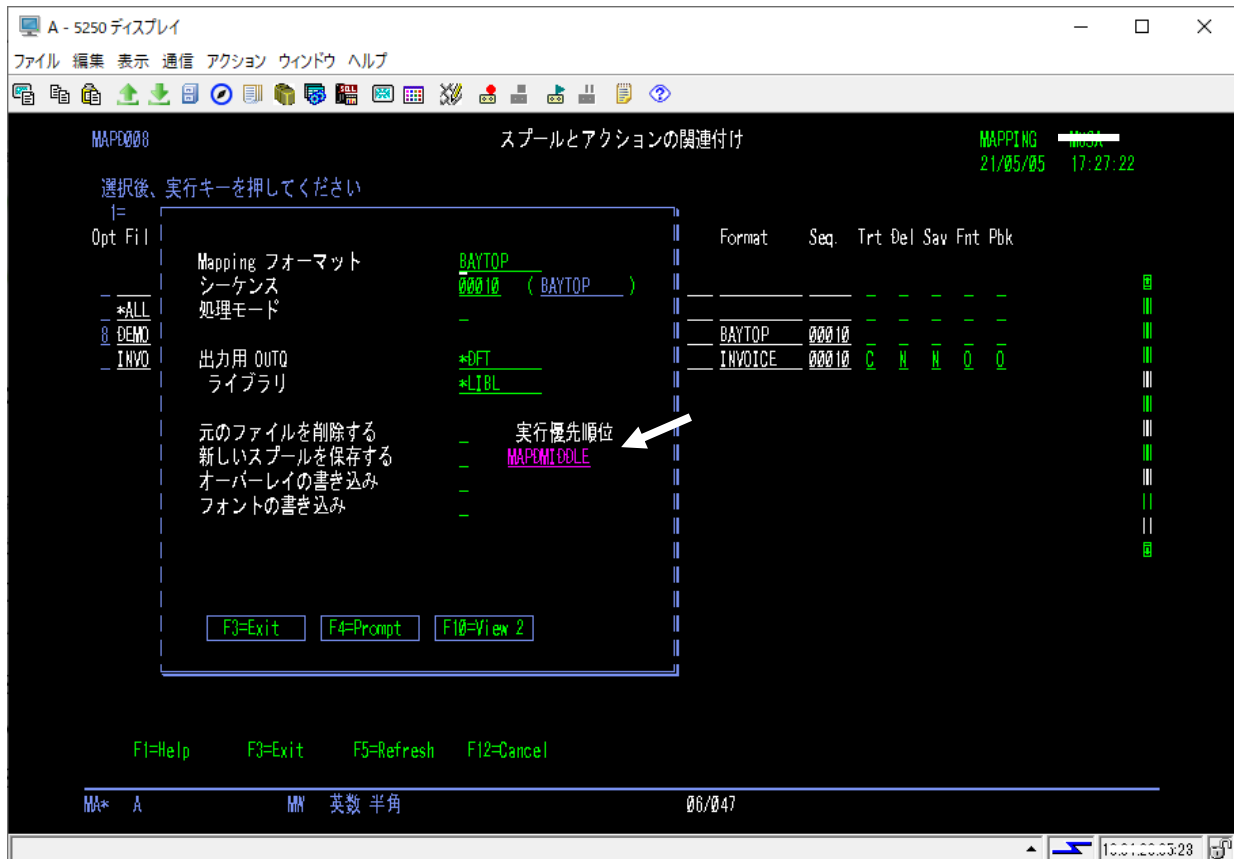 A - 5250 ディスプレイ
ファイル 編集 表示 通信 アクション ウィンドウ ヘルプ
MAPD008 スプールとアクションの関連付け MAPPING
21/05/05 17:27:22
選択後、実行キーを押してください
1=
Opt Fil Format Seq. Trt Del Sav Fnt Pbk
Mapping フォーマット BAYTOP
シーケンス 00010 ( BAYTOP )
*ALL 処理モード
8 DEMO BAYTOP 00010
INVO 出力用 OUTQ *DFT INVOICE 00010 C N N O O
ライブラリ *LIBL
元のファイルを削除する 実行優先順位
新しいスプールを保存する MAPDMIDDLE
オーバーレイの書き込み
フォントの書き込み
F3=Exit F4=Prompt F10=View 2
F1=Help F3=Exit F5=Refresh F12=Cancel
MA* A MW 英数 半角 06/047